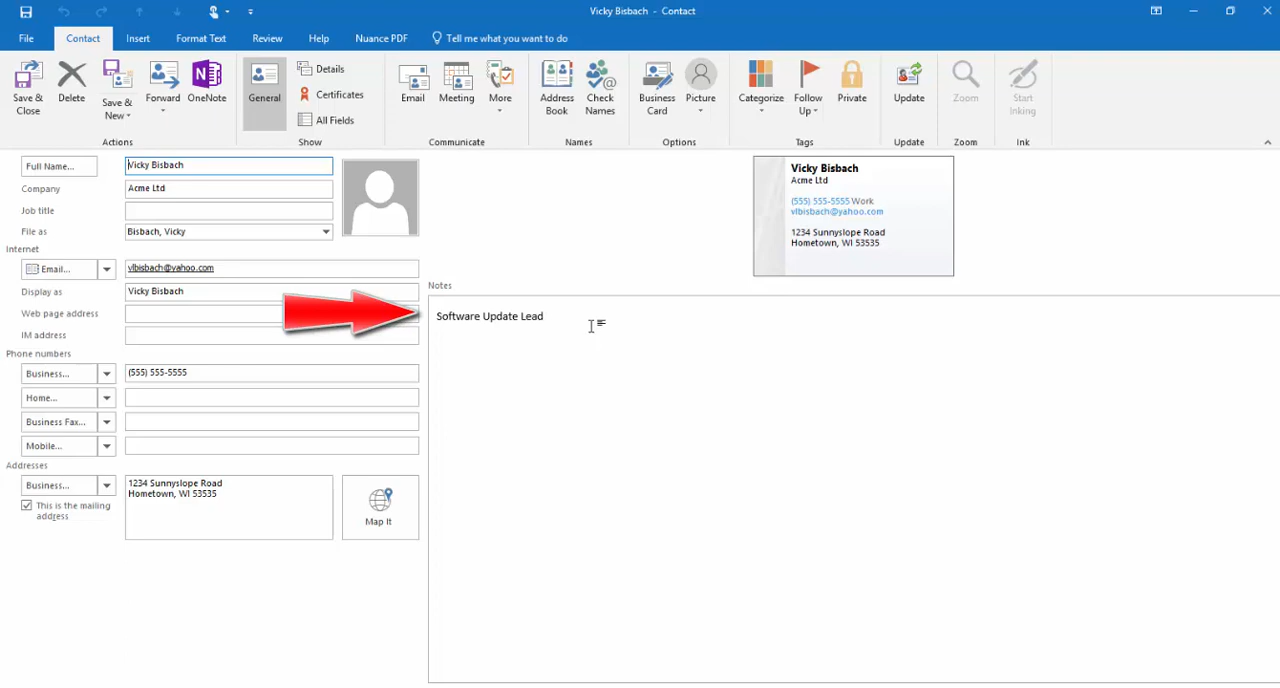 Vicky Bisbach - Contact
File Contact Insert Format Text Review Help Nuance PDF Tell me what you want to do
Save & Close
Delete
Save & New
Forward
OneNote
Actions
General
Details
Certificates
All Fields
Show
Email
Meeting
More
Communicate
Address Book
Check Names
Names
Business Card
Picture
Options
Categorize
Follow Up
Private
Tags
Update
Update
Zoom
Zoom
Start Inking
Ink
Full Name... Vicky Bisbach
Company Acme Ltd
Job title
File as Bisbach, Vicky
Internet
Email... vlbisbach@yahoo.com
Display as Vicky Bisbach
Web page address
IM address
Phone numbers
Business... (555) 555-5555
Home...
Business Fax...
Mobile...
Addresses
Business... 1234 Sunnyslope Road
Hometown, WI 53535
This is the mailing
address
Map It
Vicky Bisbach
Acme Ltd
(555) 555-5555 Work
vlbisbach@yahoo.com
1234 Sunnyslope Road
Hometown, WI 53535
Notes
Software Update Lead